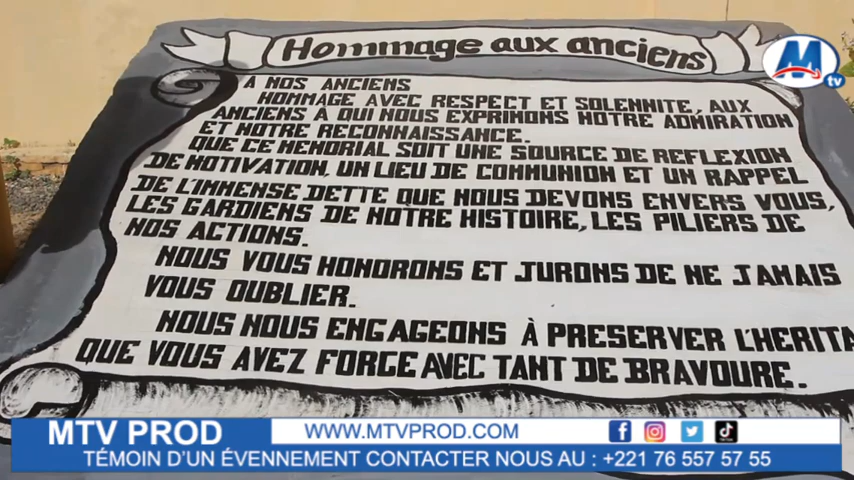 Hommage aux anciens
M tv
A NOS ANCIENS
HOMMAGE AVEC RESPECT ET SOLENNITE, AUX
ANCIENS A QUI NOUS EXPRIMONS NOTRE ADMIRATION
ET NOTRE RECONNAISSANCE.
QUE CE MEMORIAL SOIT UNE SOURCE DE REFLEXION
DE MOTIVATION, UN LIEU DE COMMUNION ET UN RAPPEL
DE L'IMMENSE DETTE QUE NOUS DEVONS ENVERS VOUS,
LES GARDIENS DE NOTRE HISTOIRE, LES PILIERS DE
NOS ACTIONS.
NOUS VOUS HONORONS ET JURONS DE NE JAMAIS
VOUS OUBLIER.
NOUS NOUS ENGAGEONS À PRESERVER L'HERITA
QUE VOUS AVEZ FORGE AVEC TANT DE BRAVOURE.
MTV PROD
WWW.MTVPROD.COM
TÉMOIN D'UN ÉVENNEMENT CONTACTER NOUS AU : +221 76 557 57 55